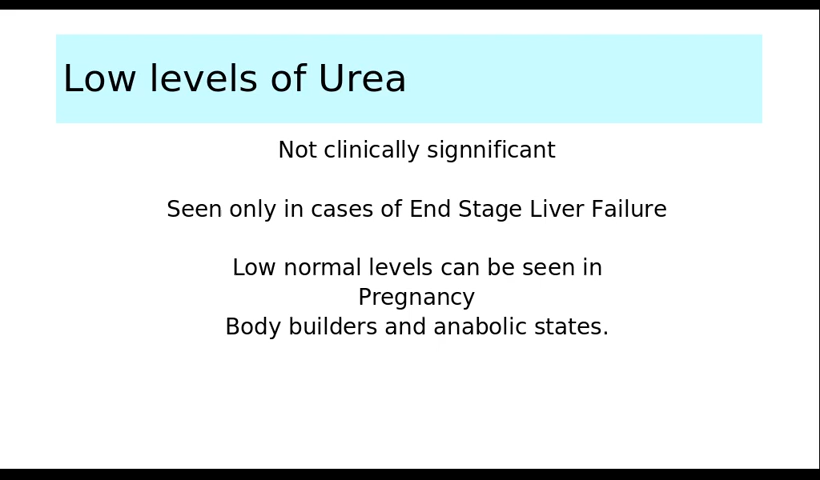 Low levels of Urea
Not clinically signnificant
Seen only in cases of End Stage Liver Failure
Low normal levels can be seen in
Pregnancy
Body builders and anabolic states.